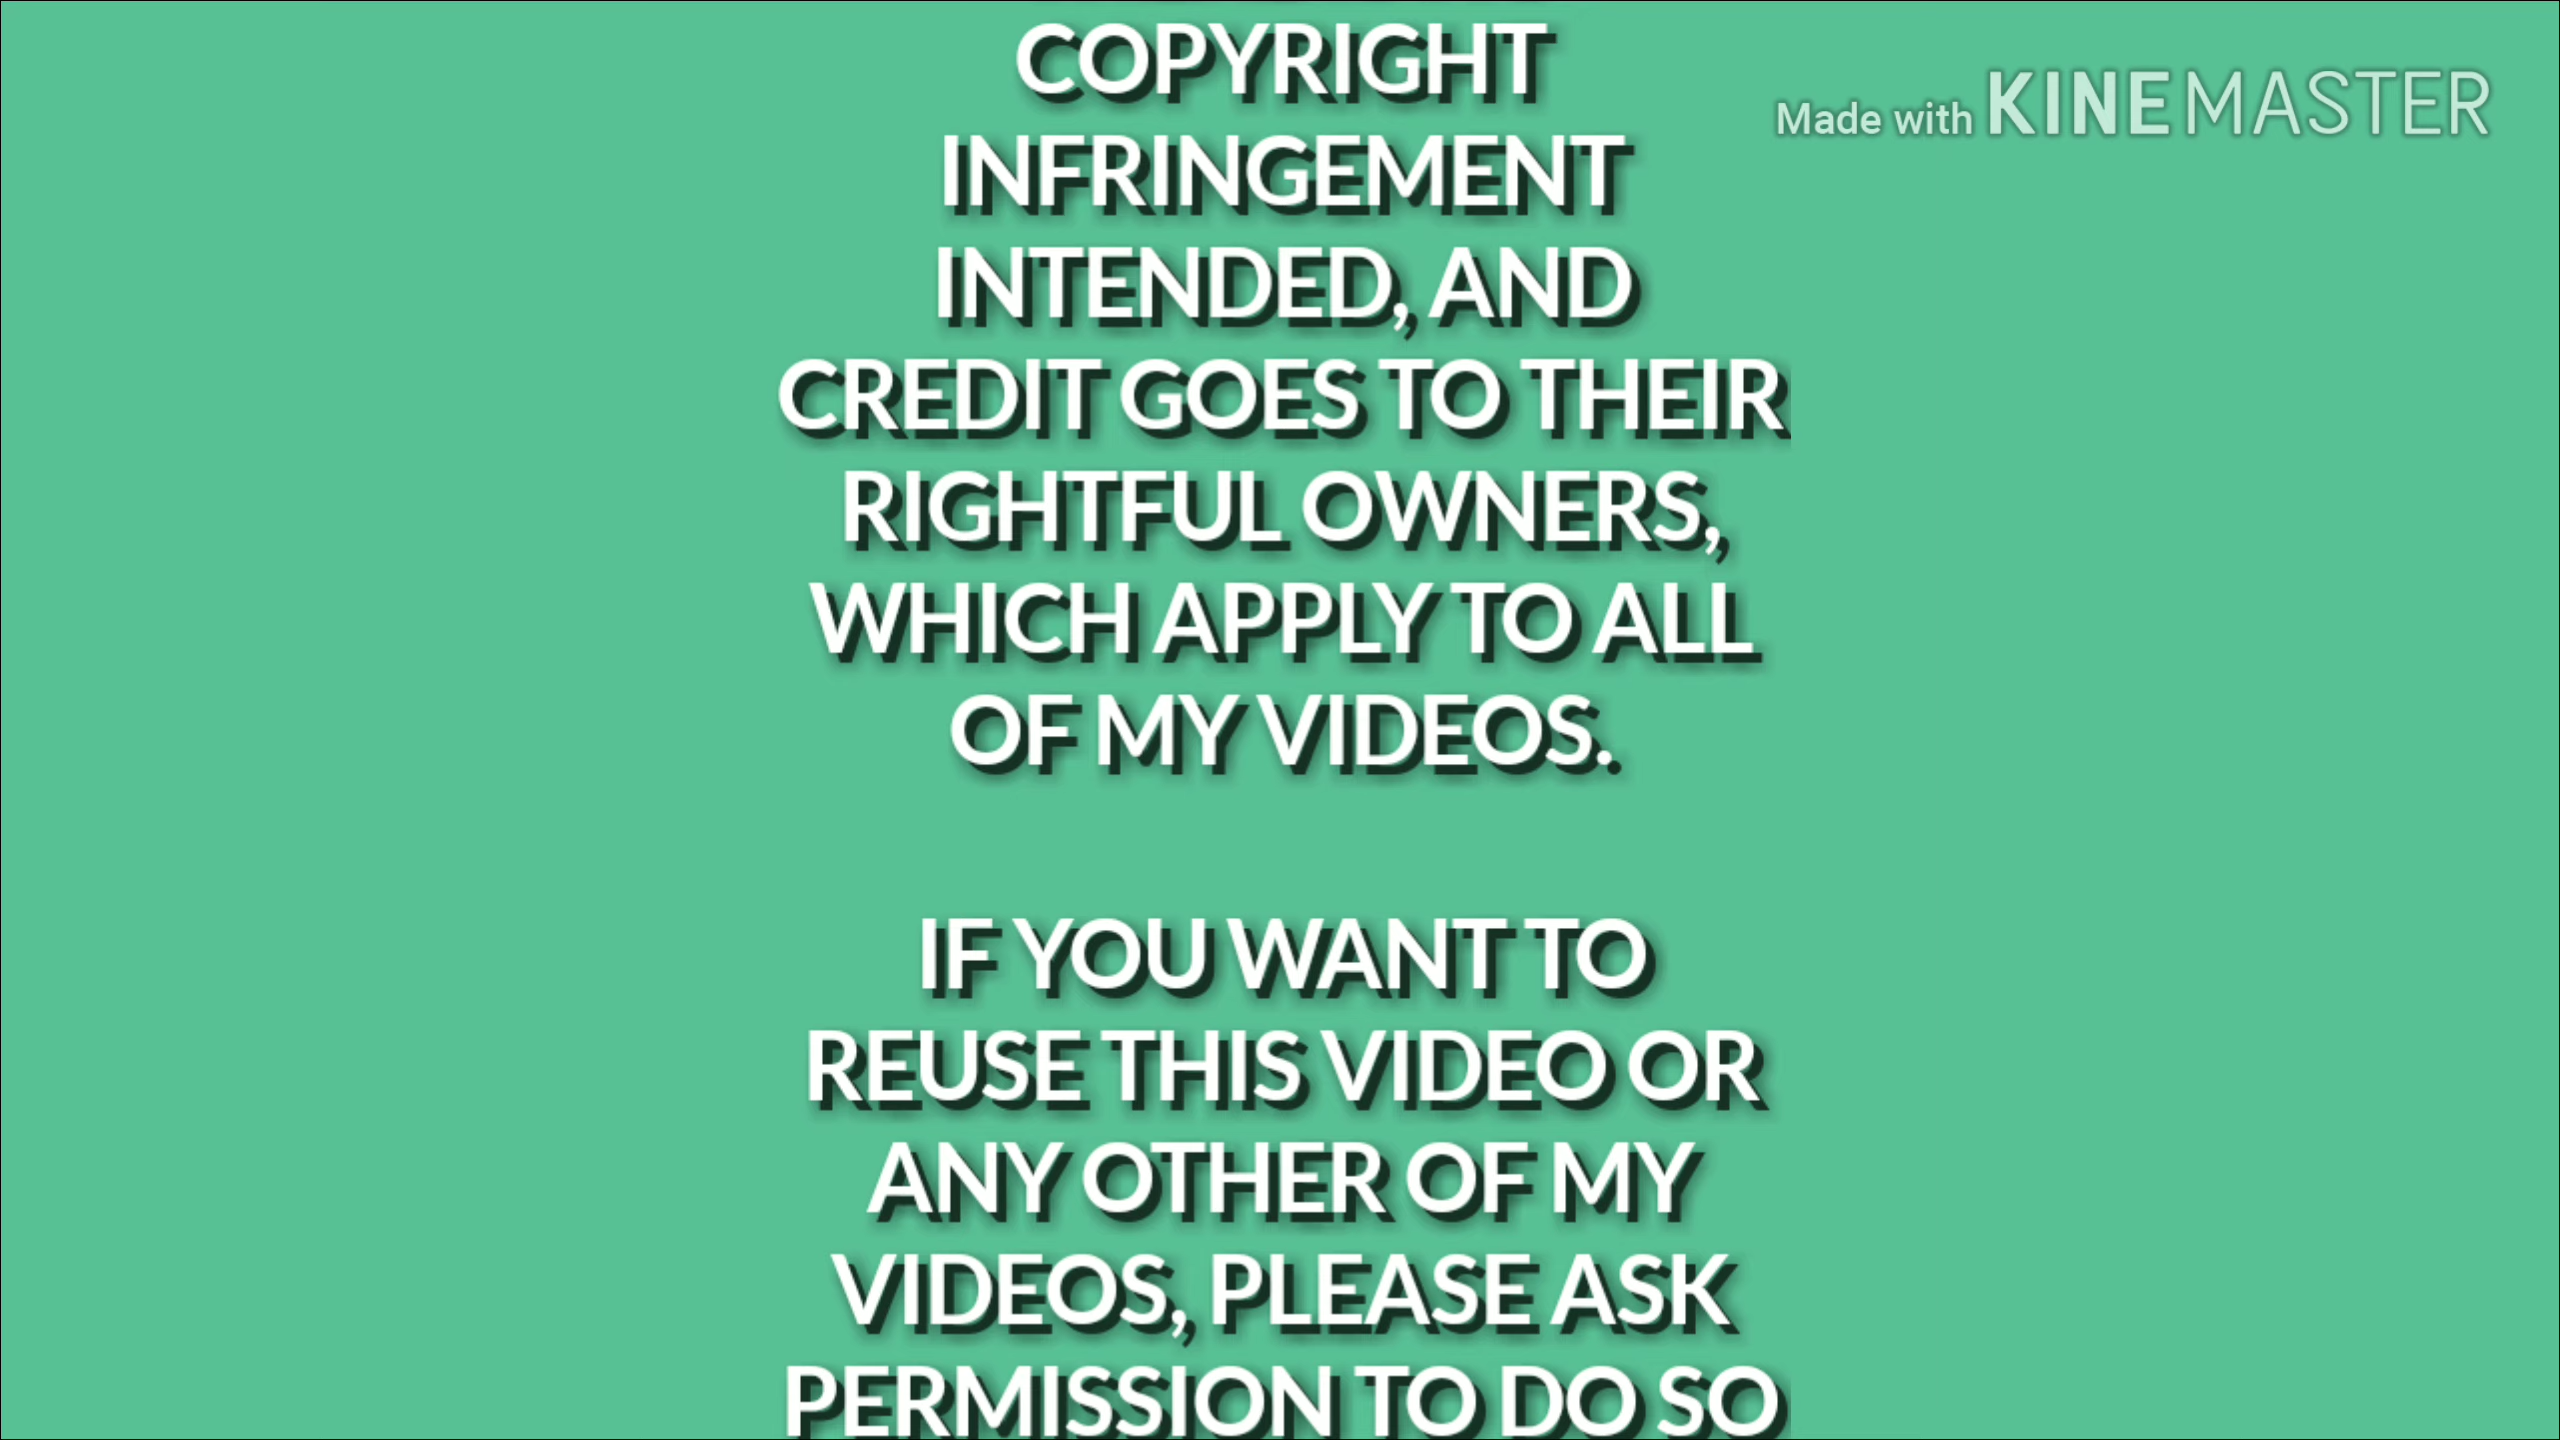 COPYRIGHT
INFRINGEMENT
INTENDED, AND
CREDIT GOES TO THEIR
RIGHTFUL OWNERS,
WHICH APPLY TO ALL
OF MY VIDEOS.
IF YOU WANT TO
REUSE THIS VIDEO OR
ANY OTHER OF MY
VIDEOS, PLEASE ASK
PERMISSION TO DO SO
Made with KINEMASTER